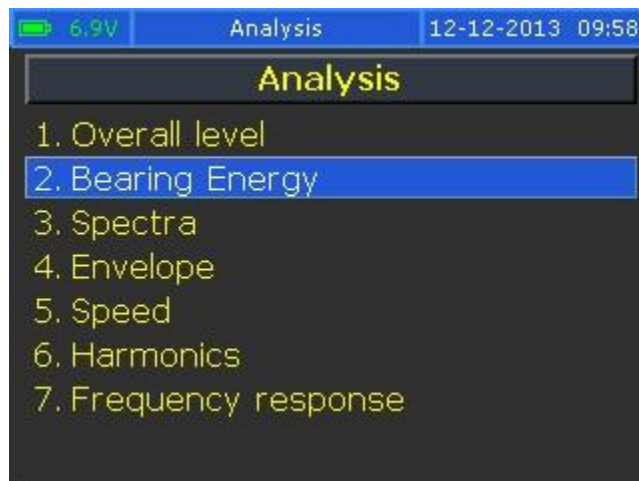 6.9V Analysis 12-12-2013 09:58
Analysis
1. Overall level
2. Bearing Energy
3. Spectra
4. Envelope
5. Speed
6. Harmonics
7. Frequency response